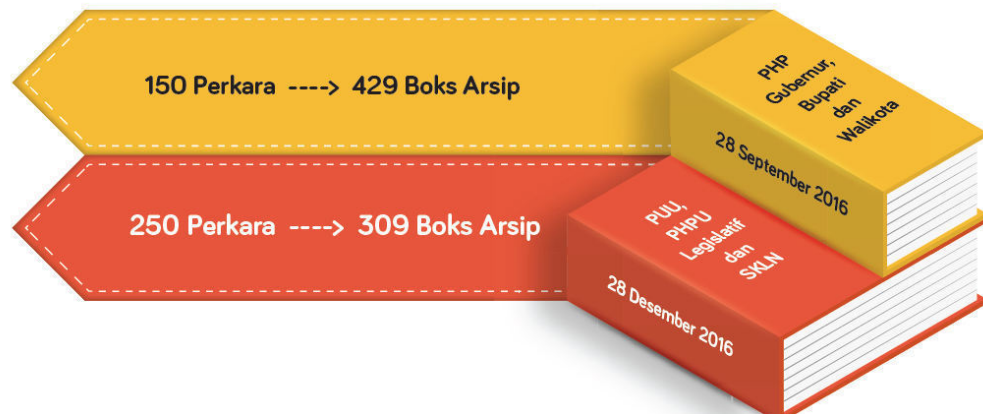 150 Perkara ----> 429 Boks Arsip
PHP
Gubernur,
Bupati
dan
Walikota
28 September 2016
250 Perkara ----> 309 Boks Arsip
PUU,
PHPU
Legislatif
dan
SKLN
28 Desember 2016